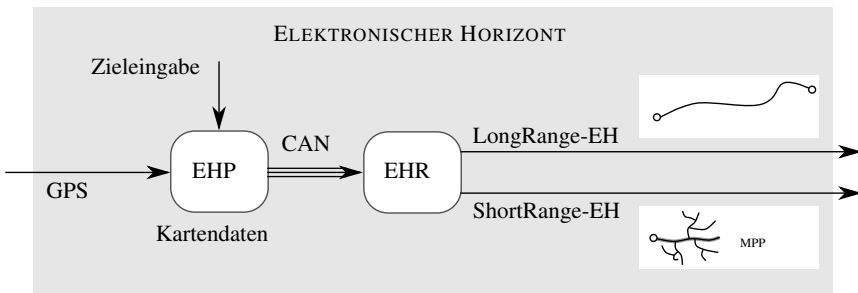 ELEKTRONISCHER HORIZONT
Zieleingabe
CAN
LongRange-EH
EHP
EHR
GPS
ShortRange-EH
Kartendaten
MPP